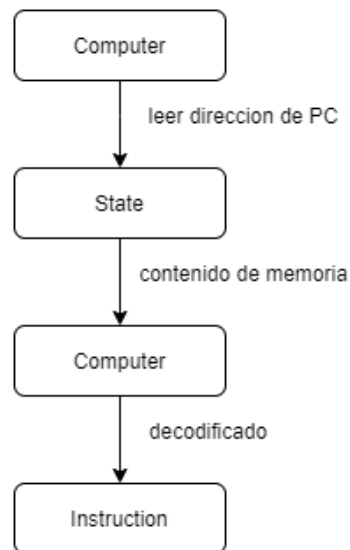 Computer
leer direccion de PC
State
contenido de memoria
Computer
decodificado
Instruction